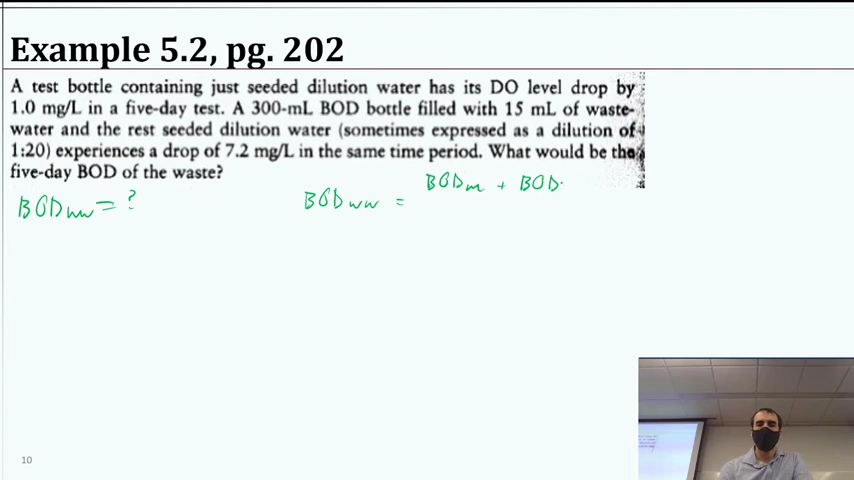 Example 5.2, pg. 202
A test bottle containing just seeded dilution water has its DO level drop by
1.0 mg/L in a five-day test. A 300-mL BOD bottle filled with 15 mL of waste-
water and the rest seeded dilution water (sometimes expressed as a dilution of
1:20) experiences a drop of 7.2 mg/L in the same time period. What would be the
five-day BOD of the waste?
BODm + BOD
BODww = ?
BODww =
10